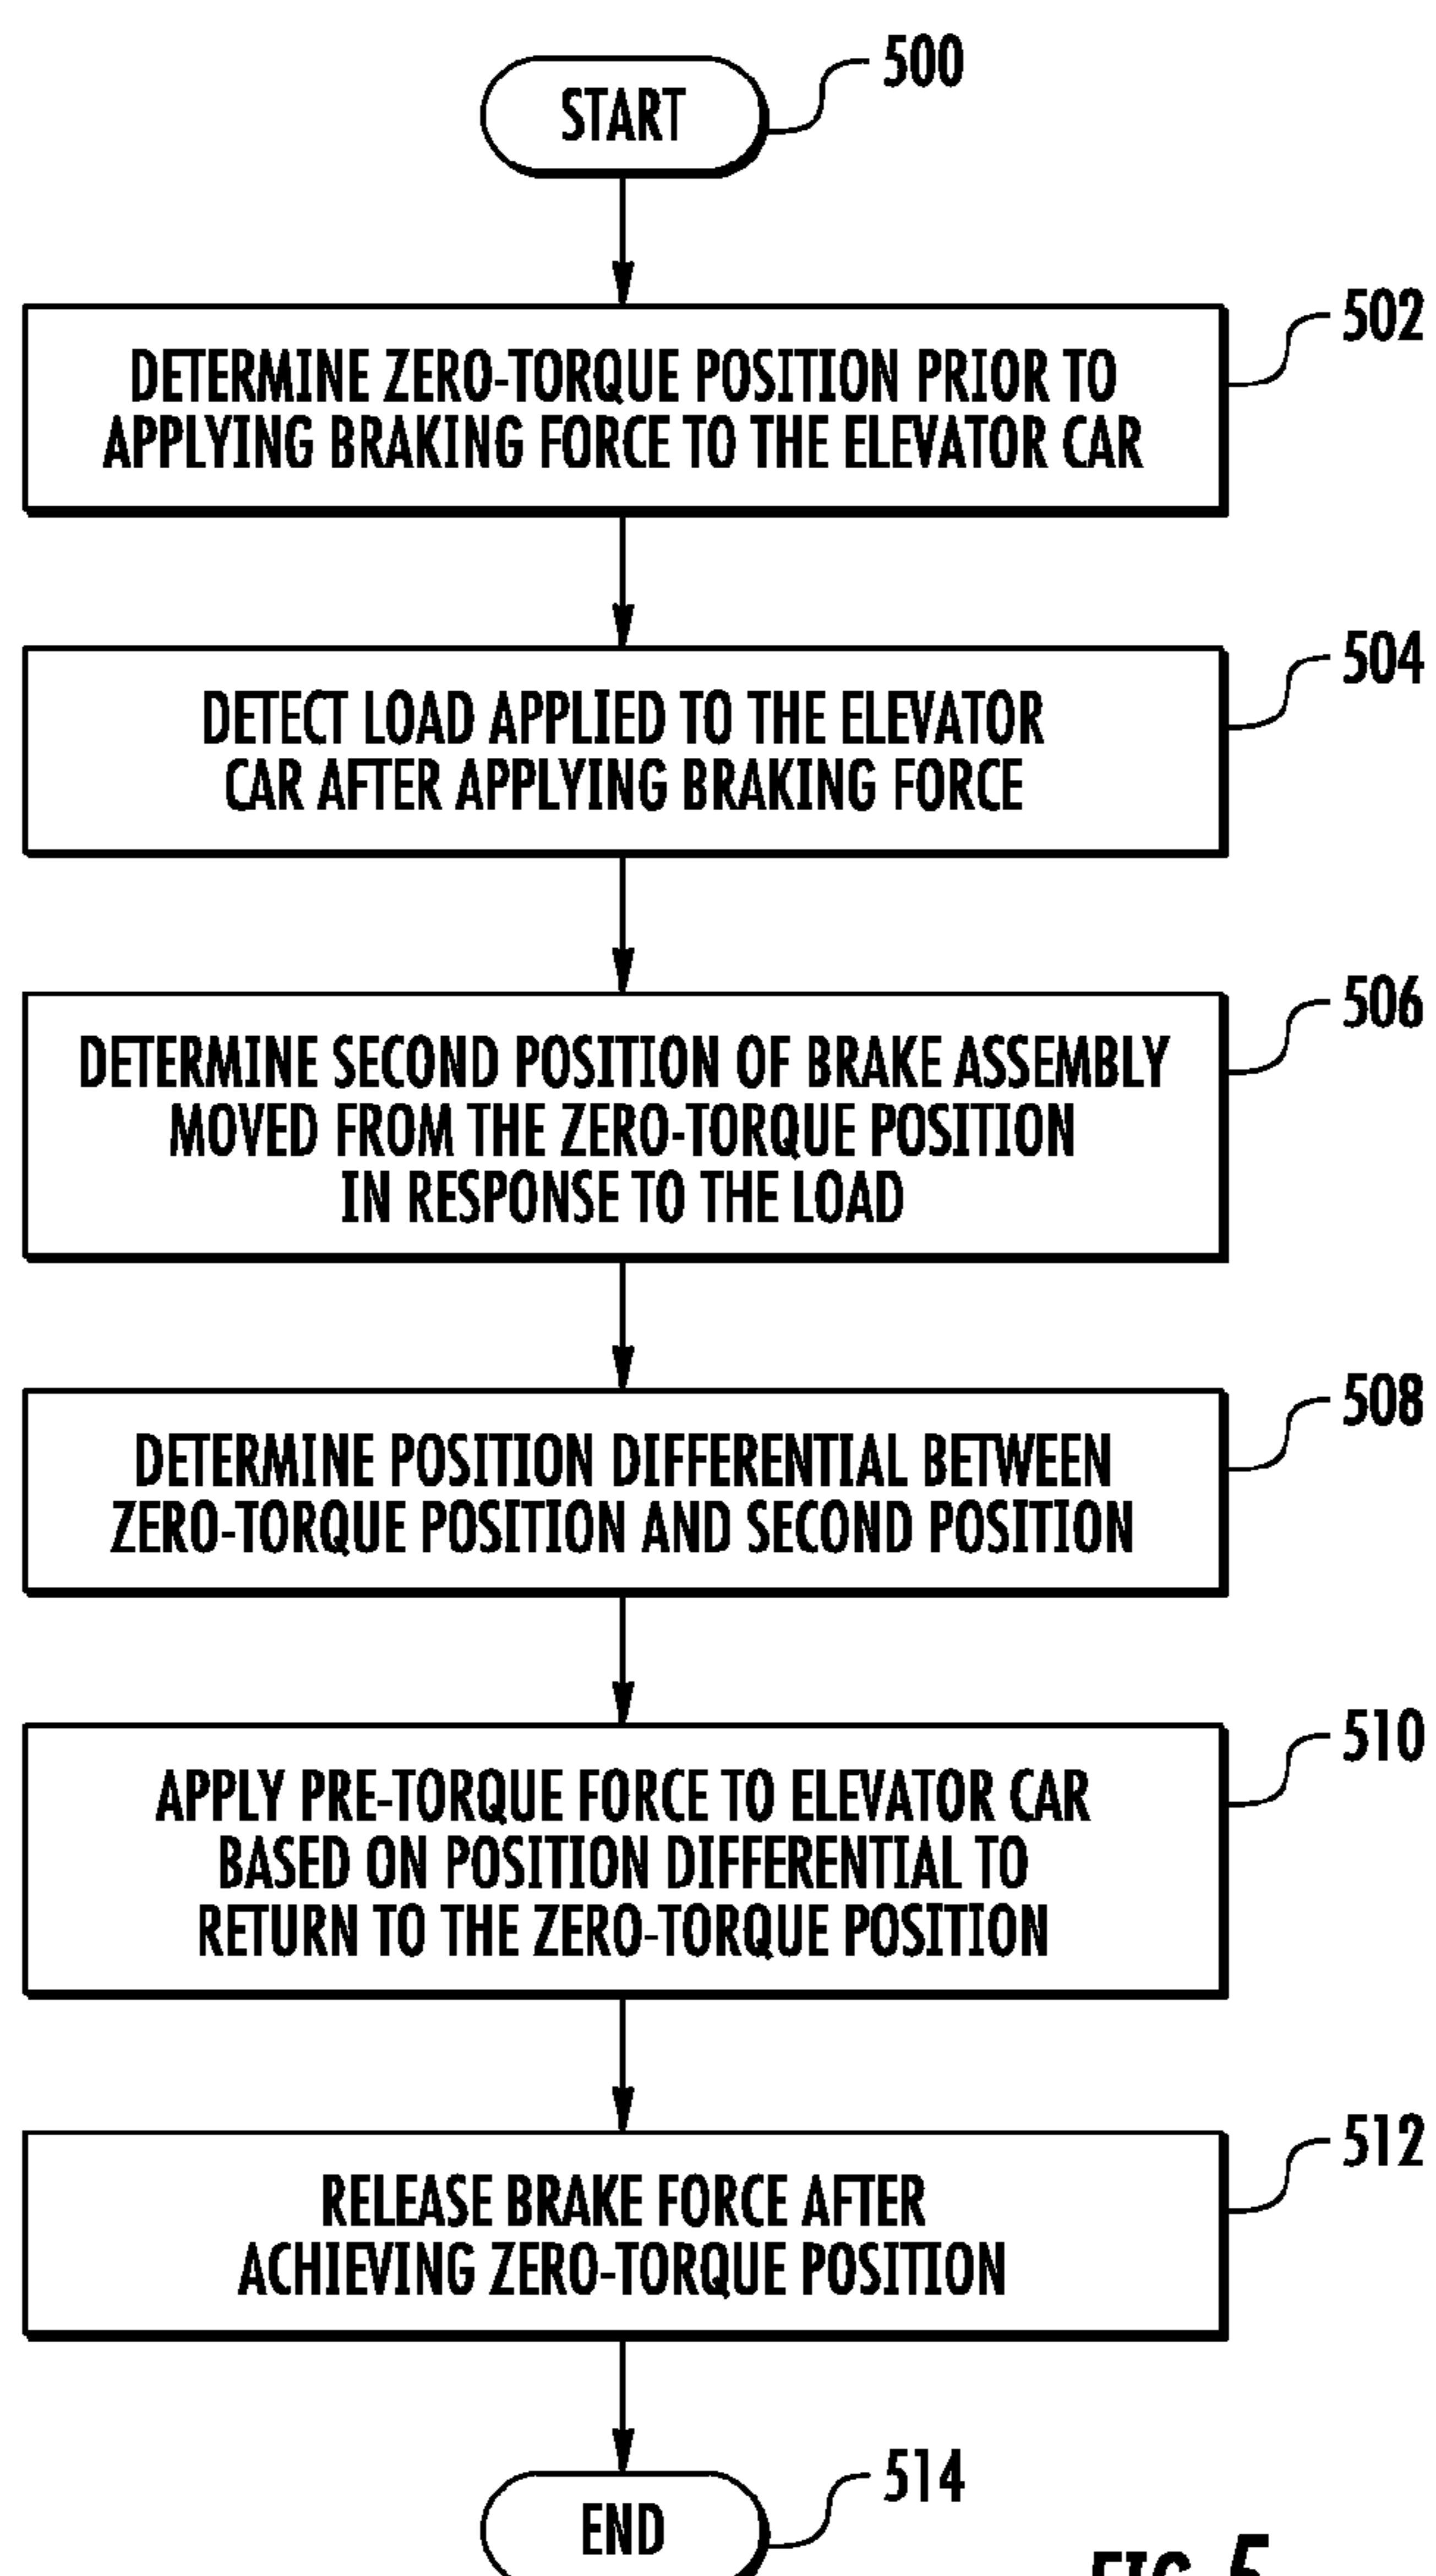 500
START
502
DETERMINE ZERO-TORQUE POSITION PRIOR TO
APPLYING BRAKING FORCE TO THE ELEVATOR CAR
504
DETECT LOAD APPLIED TO THE ELEVATOR
CAR AFTER APPLYING BRAKING FORCE
506
DETERMINE SECOND POSITION OF BRAKE ASSEMBLY
MOVED FROM THE ZERO-TORQUE POSITION
IN RESPONSE TO THE LOAD
508
DETERMINE POSITION DIFFERENTIAL BETWEEN
ZERO-TORQUE POSITION AND SECOND POSITION
510
APPLY PRE-TORQUE FORCE TO ELEVATOR CAR
BASED ON POSITION DIFFERENTIAL TO
RETURN TO THE ZERO-TORQUE POSITION
512
RELEASE BRAKE FORCE AFTER
ACHIEVING ZERO-TORQUE POSITION
514
END
FIG. 5